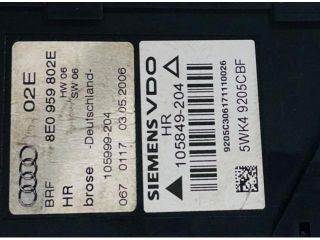 02E
8E0 959 802E
HW 06
SW 06
BRF
HR
brose -Deutschland-
105999-204
067 0117 03.05.2006
SIEMENS VDO
HR
105849-204
9205C306171110026
5WK4 9205CBF